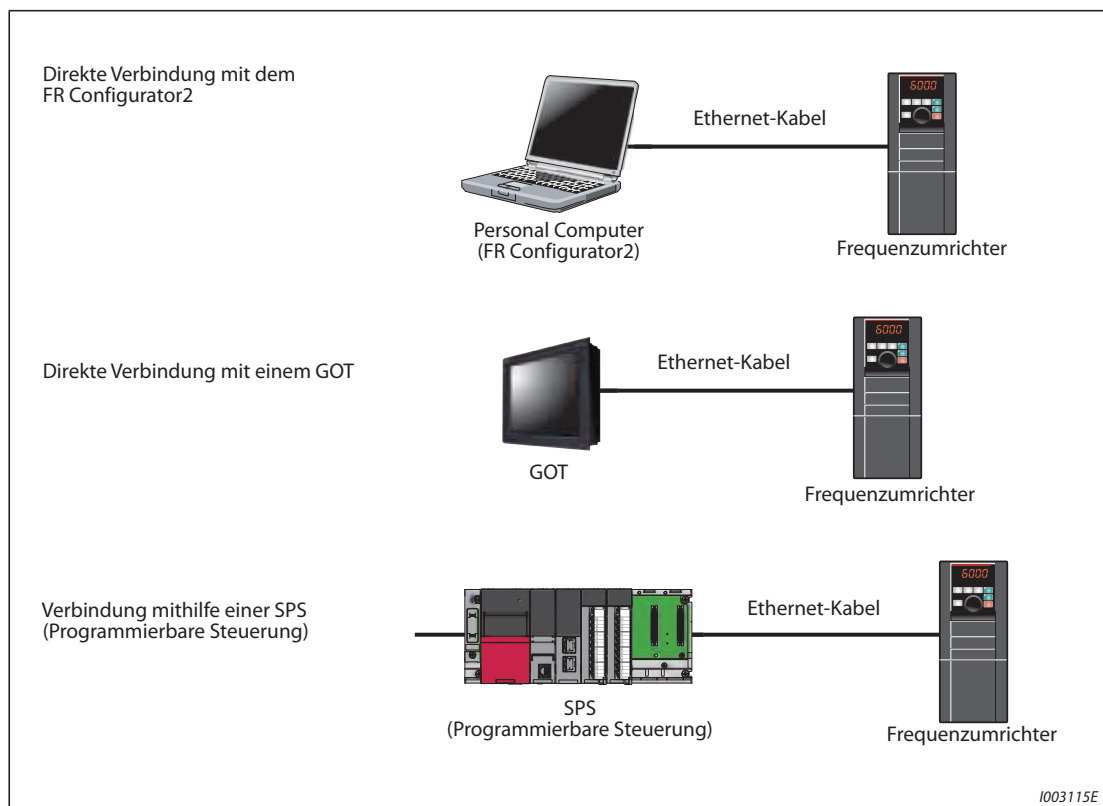 Direkte Verbindung mit dem
FR Configurator2
Ethernet-Kabel
6000
Personal Computer
(FR Configurator2)
Frequenzumrichter
Direkte Verbindung mit einem GOT
Ethernet-Kabel
6000
GOT
Frequenzumrichter
Verbindung mithilfe einer SPS
(Programmierbare Steuerung)
Ethernet-Kabel
6000
SPS
(Programmierbare Steuerung)
Frequenzumrichter
I003115E